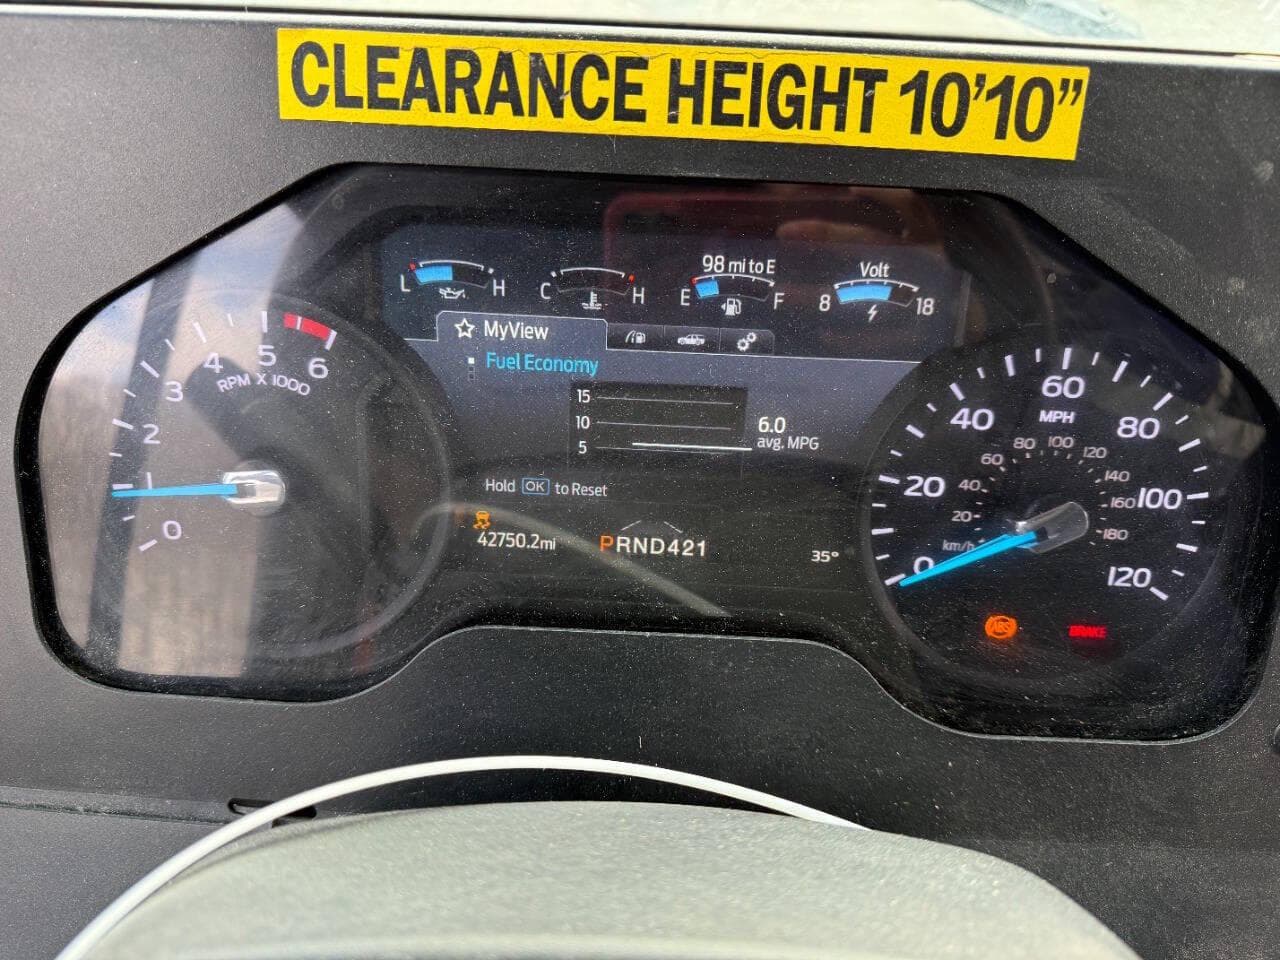 CLEARANCE HEIGHT 10'10"
98 mi to E
Volt
L H
C H
E F
8 18
MyView
Fuel Economy
15
10
5
6.0
avg. MPG
Hold OK to Reset
42750.2mi
PRND421
35°
0
1
2
3
4
5
6
RPM X 1000
0
20
40
60
80
100
120
MPH
km/h
20
40
60
80
100
120
140
160
180
ABS
BRAKE